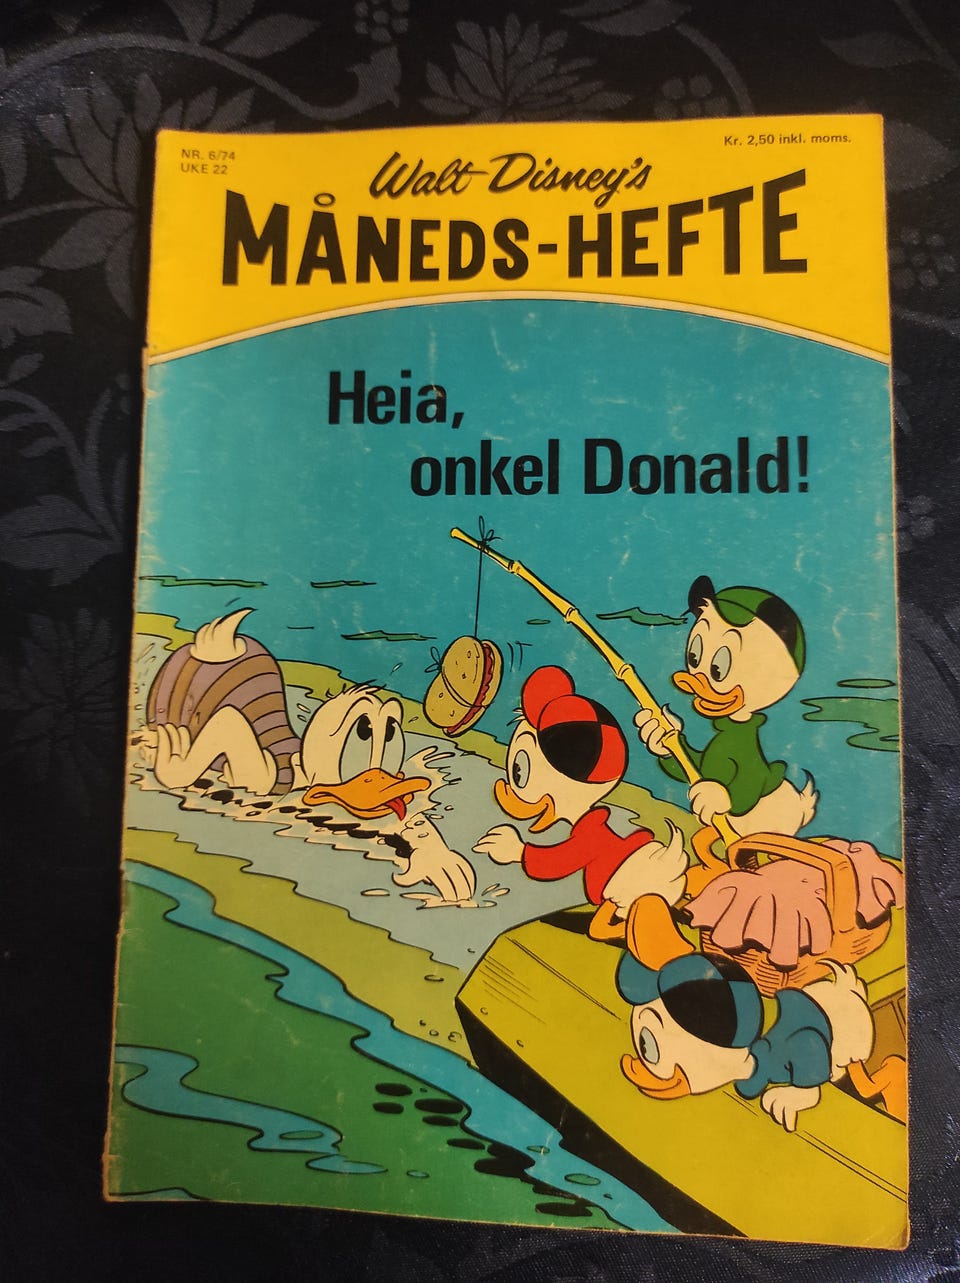 NR. 6/74
UKE 22
Kr. 2,50 inkl. moms.
Walt Disney's
MÅNEDS-HEFTE
Heia,
onkel Donald!